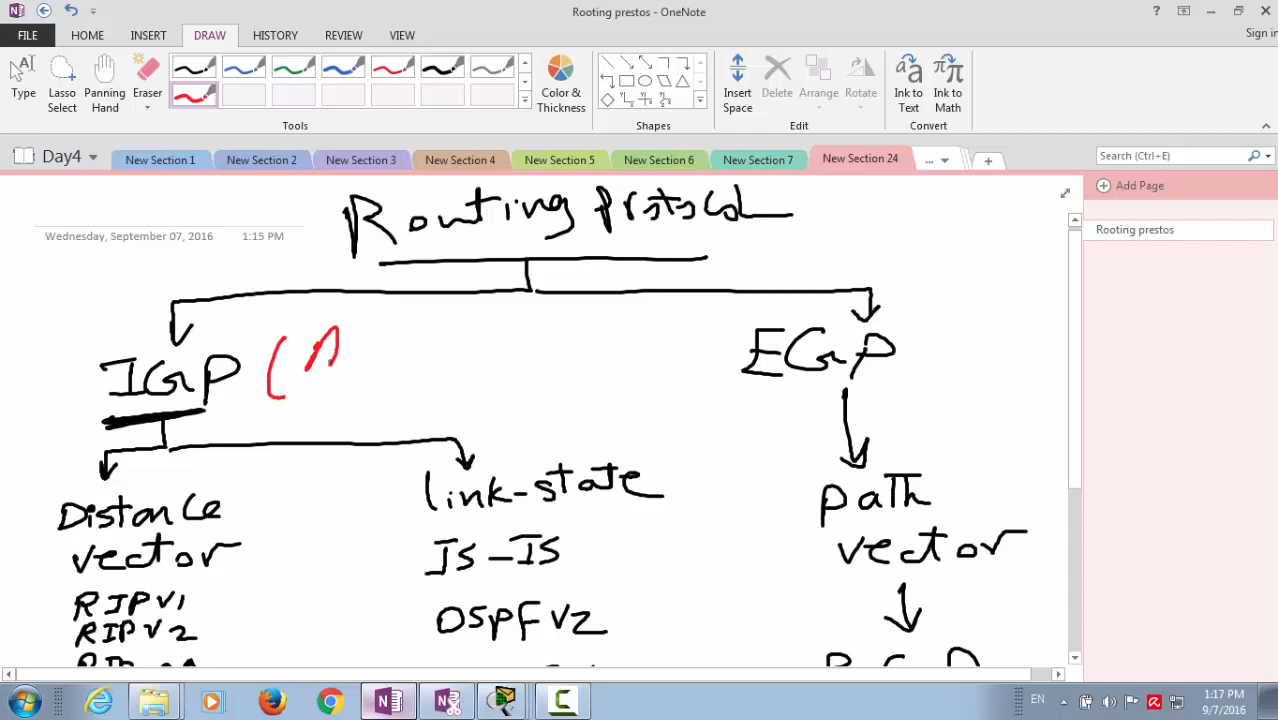 Rooting prestos - OneNote
Sign in
FILE HOME INSERT DRAW HISTORY REVIEW VIEW
Type Lasso Select Panning Hand Eraser
Color & Thickness
Insert Space Delete Arrange Rotate
Ink to Text Ink to Math
Tools Shapes Edit Convert
Day4 New Section 1 New Section 2 New Section 3 New Section 4 New Section 5 New Section 6 New Section 7 New Section 24 ... Search (Ctrl+E)
Add Page
Rooting prestos
Wednesday, September 07, 2016 1:15 PM
Routing Protocol
IGP ( A
EGP
Distance
vector
RIPV1
RIPV2
link-state
IS-IS
OSPFV2
path
vector
EN 1:17 PM
9/7/2016